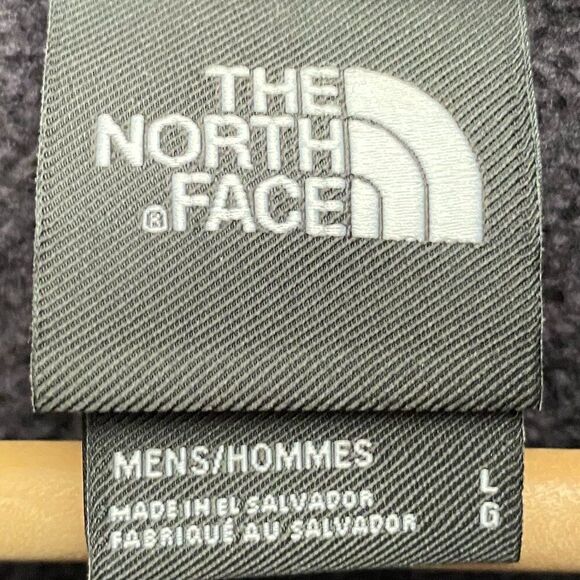 THE
NORTH
®FACE
MENS/HOMMES
MADE IN EL SALVADOR
FABRIQUÉ AU SALVADOR
L
G